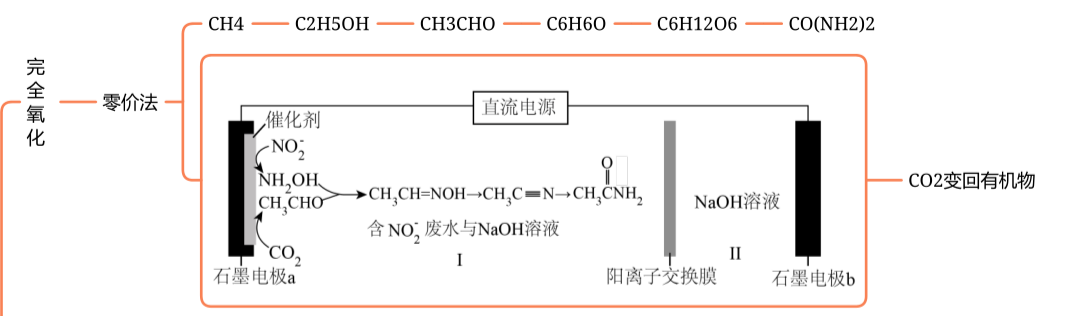 完全氧化
零价法
CH4 C2H5OH CH3CHO C6H6O C6H12O6 CO(NH2)2
直流电源
催化剂
NO₂⁻
NH₂OH
CH₃CHO
CO₂
CH₃CH=NOH→CH₃C≡N→CH₃CNH₂
O
含NO₂⁻废水与NaOH溶液
I
NaOH溶液
II
石墨电极a
阳离子交换膜
石墨电极b
CO2变回有机物